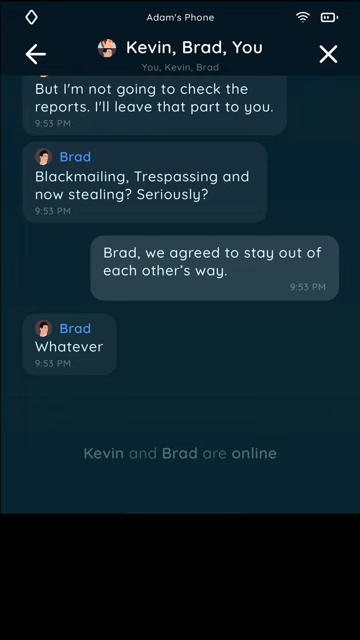 Adam's Phone
Kevin, Brad, You
You, Kevin, Brad
But I'm not going to check the
reports. I'll leave that part to you.
9:53 PM
Brad
Blackmailing, Trespassing and
now stealing? Seriously?
9:53 PM
Brad, we agreed to stay out of
each other’s way.
9:53 PM
Brad
Whatever
9:53 PM
Kevin and Brad are online